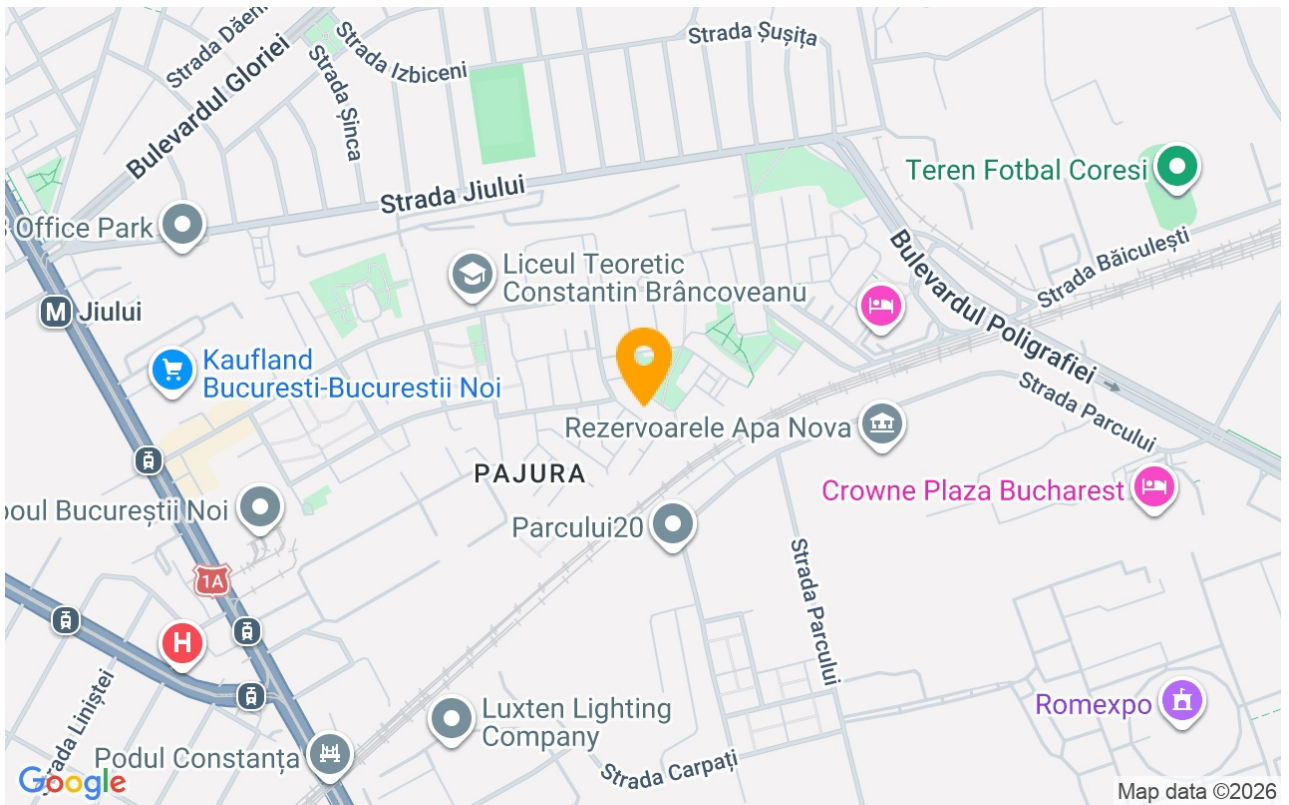 Strada Șușița
Strada Izbiceni
Bulevardul Gloriei
Strada Șinca
Teren Fotbal Coresi
Strada Jiului
Office Park
Strada Băiculești
Bulevardul Poligrafiei
Liceul Teoretic
Constantin Brâncoveanu
M Jiului
Kaufland
Bucuresti-Bucurestii Noi
Strada Parcului
Rezervoarele Apa Nova
PAJURA
Crowne Plaza Bucharest
oul Bucureștii Noi
Parcului20
1A
Strada Parcului
H
Strada Liniștei
Romexpo
Luxten Lighting
Company
Podul Constanța
Strada Carpați
Google
Map data ©2026